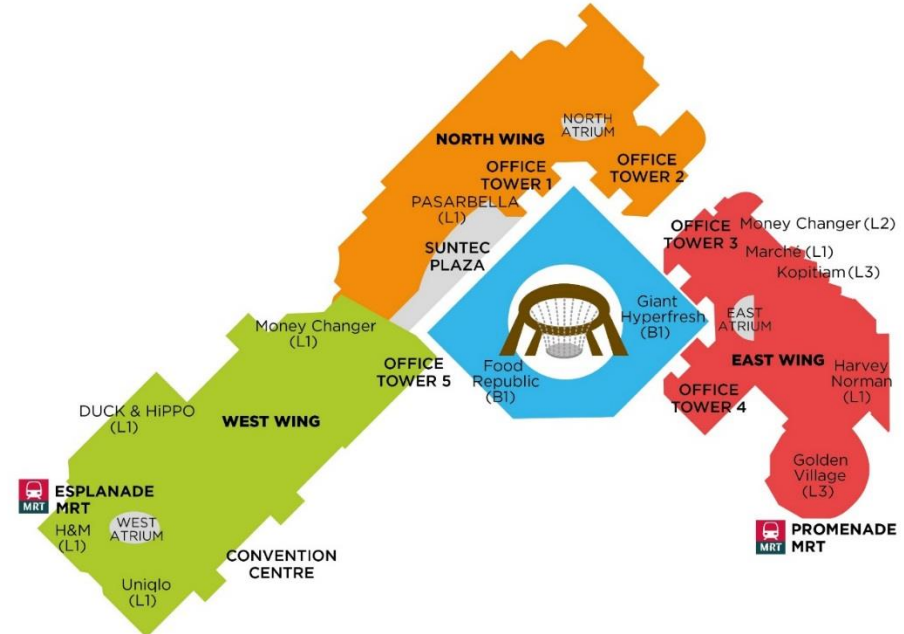 NORTH
ATRIUM
NORTH WING
OFFICE
TOWER 1
OFFICE
TOWER 2
PASARBELLA
(L1)
SUNTEC
PLAZA
OFFICE
TOWER 3
Money Changer (L2)
Marché (L1)
Kopitiam (L3)
Giant
Hyperfresh
(B1)
EAST
ATRIUM
Money Changer
(L1)
OFFICE
TOWER 5
Food
Republic
(B1)
EAST WING
Harvey
Norman
(L1)
OFFICE
TOWER 4
DUCK & HiPPO
(L1)
WEST WING
Golden
Village
(L3)
MRT
ESPLANADE
MRT
H&M
(L1)
WEST
ATRIUM
MRT
PROMENADE
MRT
CONVENTION
CENTRE
Uniqlo
(L1)